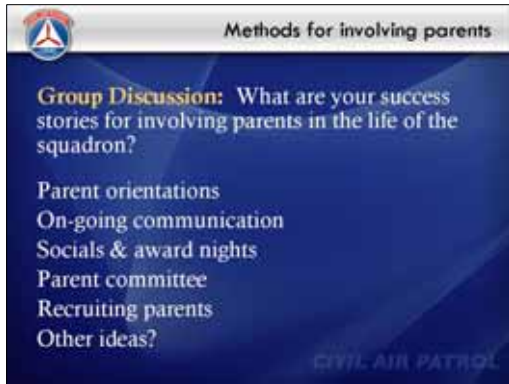 Methods for involving parents
Group Discussion: What are your success
stories for involving parents in the life of the
squadron?
Parent orientations
On-going communication
Socials & award nights
Parent committee
Recruiting parents
Other ideas?
CIVIL AIR PATROL